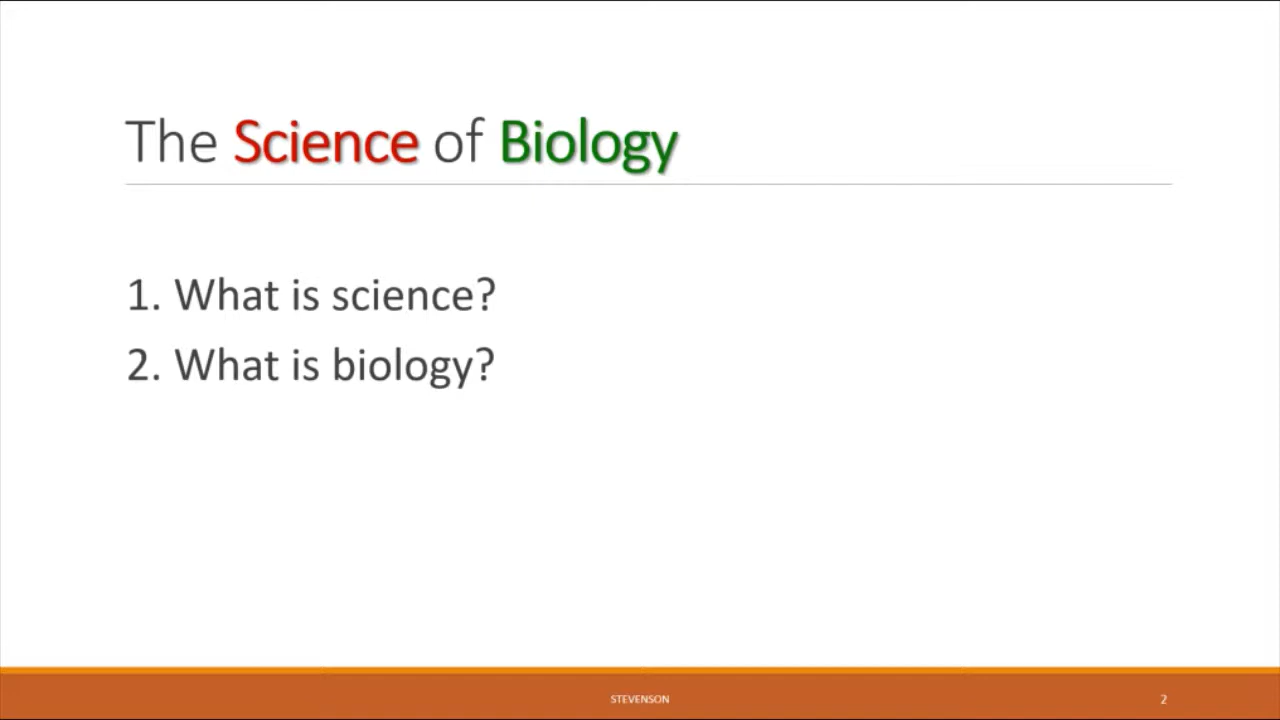 The Science of Biology
1. What is science?
2. What is biology?
STEVENSON
2